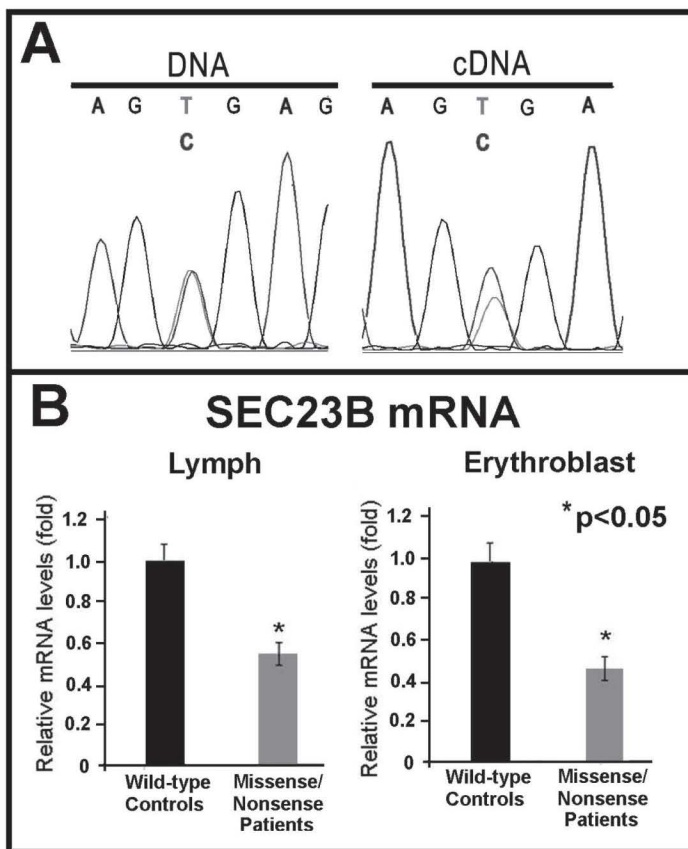 A
DNA
cDNA
A G T G A G
C
A G T G A
C
B
SEC23B mRNA
Lymph
Relative mRNA levels (fold)
1.2
1.0
0.8
0.6
0.4
0.2
0
*
Wild-type
Controls
Missense/
Nonsense
Patients
Erythroblast
*p<0.05
Relative mRNA levels (fold)
1.2
1.0
0.8
0.6
0.4
0.2
0
*
Wild-type
Controls
Missense/
Nonsense
Patients